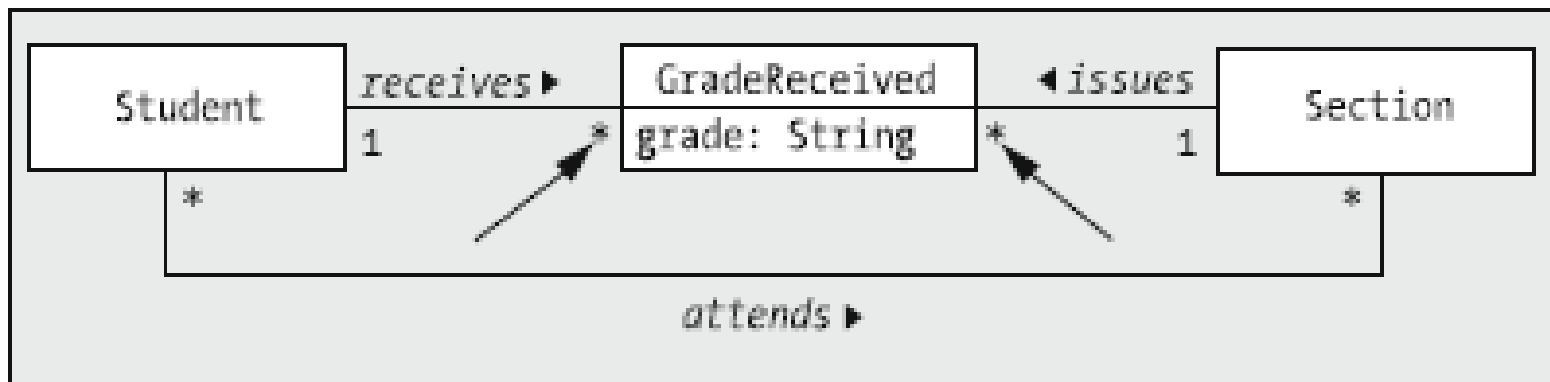 Student
receives ▶
1
*
GradeReceived
grade: String
*
◀ issues
1
Section
*
*
attends ▶